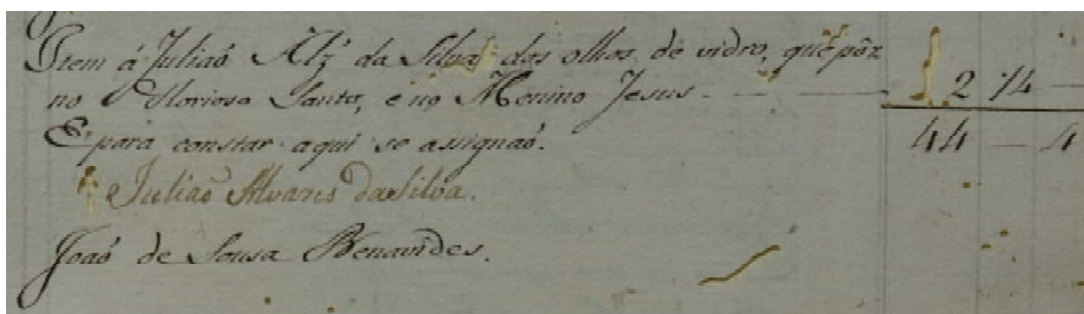 Item á Juliaõ Alz' da Silva, dos olhos de vidro, que pôz
no Glorioso Santo, e no Menino Jesus. — — — 2 14 —
E para constar aqui se assignaõ. 44 — 4
Juliaõ Alvares da Silva.
Joaõ de Sousa Benavides.